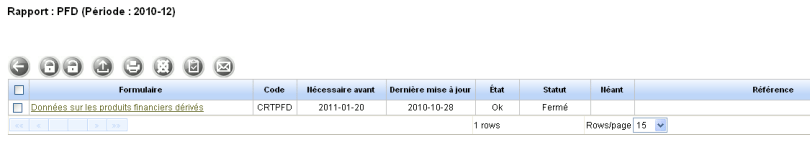 Rapport : PFD (Période : 2010-12)
Formulaire Code Nécessaire avant Dernière mise à jour État Statut Néant Référence
Données sur les produits financiers dérivés CRTPFD 2011-01-20 2010-10-28 Ok Fermé
<< < > >> 1 rows Rows/page 15